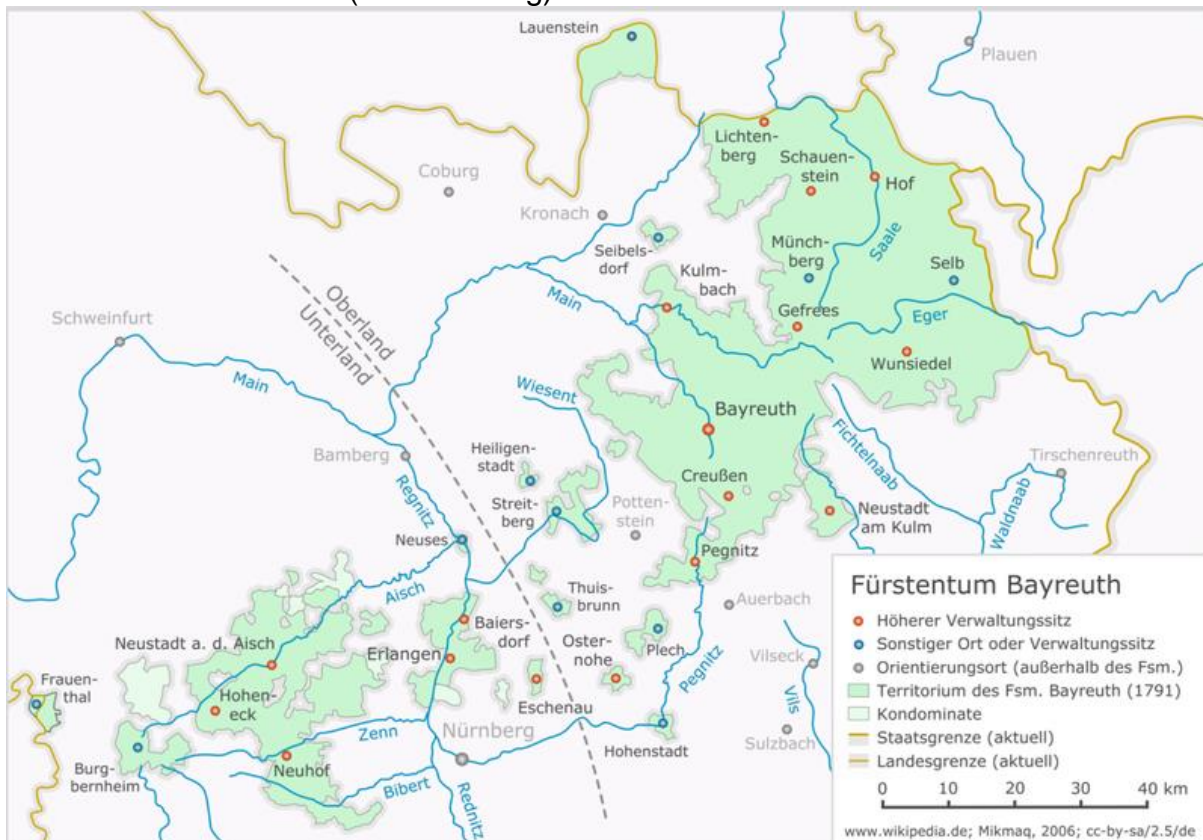 Lauenstein
Plauen
Lichten-
berg
Schauen-
stein
Hof
Coburg
Kronach
Seibels-
dorf
Münch-
berg
Saale
Selb
Kulm-
bach
Main
Gefrees
Eger
Oberland
Unterland
Schweinfurt
Wunsiedel
Main
Wiesent
Bayreuth
Fichtelnaab
Heiligen-
stadt
Bamberg
Tirschenreuth
Regnitz
Creußen
Streit-
berg
Potten-
stein
Neustadt
am Kulm
Waldnaab
Neuses
Pegnitz
Aisch
Thuis-
brunn
Auerbach
Baiers-
dorf
Neustadt a. d. Aisch
Oster-
nohe
Plech
Erlangen
Pegnitz
Vilseck
Frauen-
thal
Hohen-
eck
Eschenau
Vils
Zenn
Nürnberg
Hohenstadt
Sulzbach
Burg-
bernheim
Neuhof
Bibert
Rednitz
Fürstentum Bayreuth
Höherer Verwaltungssitz
Sonstiger Ort oder Verwaltungssitz
Orientierungsort (außerhalb des Fsm.)
Territorium des Fsm. Bayreuth (1791)
Kondominate
Staatsgrenze (aktuell)
Landesgrenze (aktuell)
0 10 20 30 40 km
www.wikipedia.de; Mikmaq, 2006; cc-by-sa/2.5/de